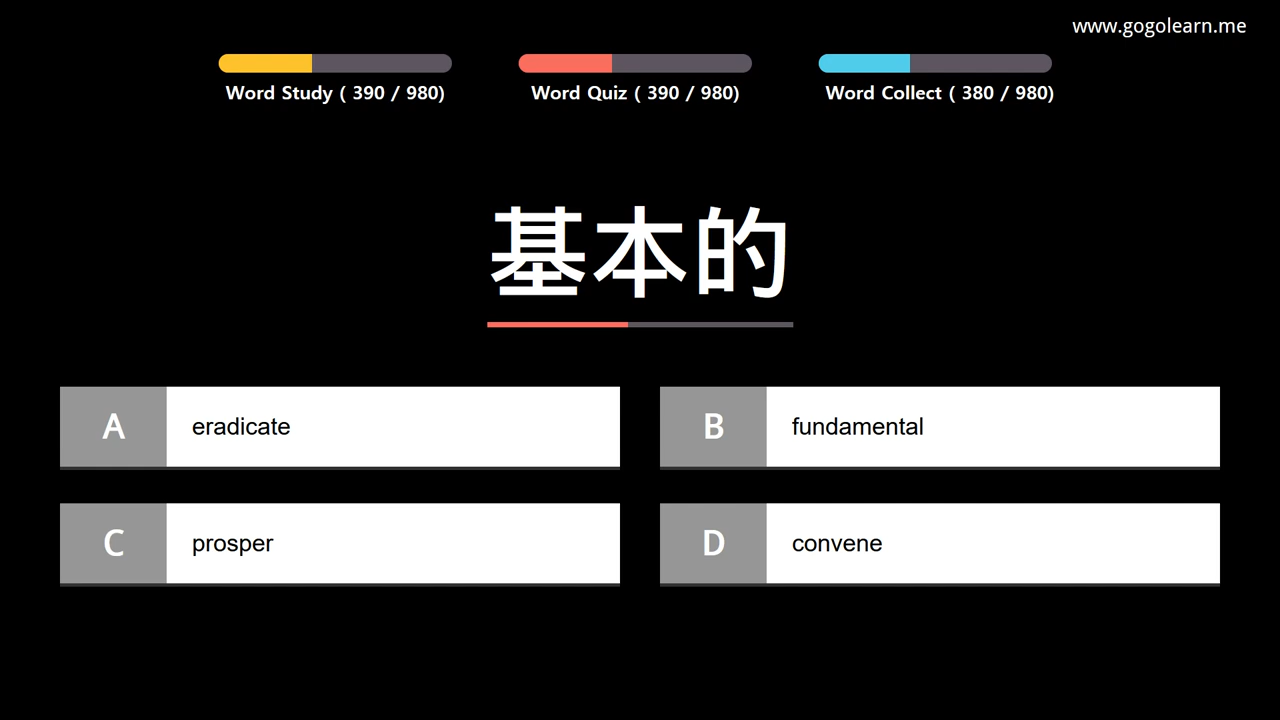 www.gogolearn.me
Word Study ( 390 / 980)
Word Quiz ( 390 / 980)
Word Collect ( 380 / 980)
基本的
A eradicate
B fundamental
C prosper
D convene